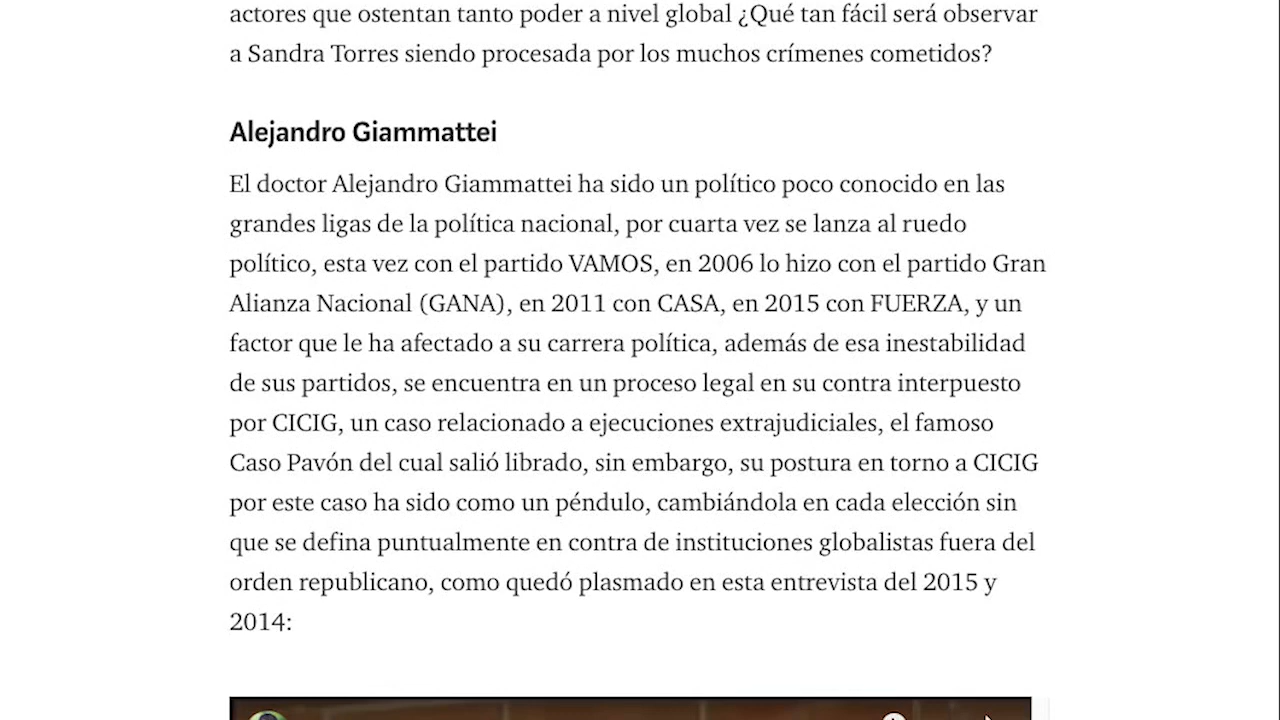 actores que ostentan tanto poder a nivel global ¿Qué tan fácil será observar
a Sandra Torres siendo procesada por los muchos crímenes cometidos?
Alejandro Giammattei
El doctor Alejandro Giammattei ha sido un político poco conocido en las
grandes ligas de la política nacional, por cuarta vez se lanza al ruedo
político, esta vez con el partido VAMOS, en 2006 lo hizo con el partido Gran
Alianza Nacional (GANA), en 2011 con CASA, en 2015 con FUERZA, y un
factor que le ha afectado a su carrera política, además de esa inestabilidad
de sus partidos, se encuentra en un proceso legal en su contra interpuesto
por CICIG, un caso relacionado a ejecuciones extrajudiciales, el famoso
Caso Pavón del cual salió librado, sin embargo, su postura en torno a CICIG
por este caso ha sido como un péndulo, cambiándola en cada elección sin
que se defina puntualmente en contra de instituciones globalistas fuera del
orden republicano, como quedó plasmado en esta entrevista del 2015 y
2014: